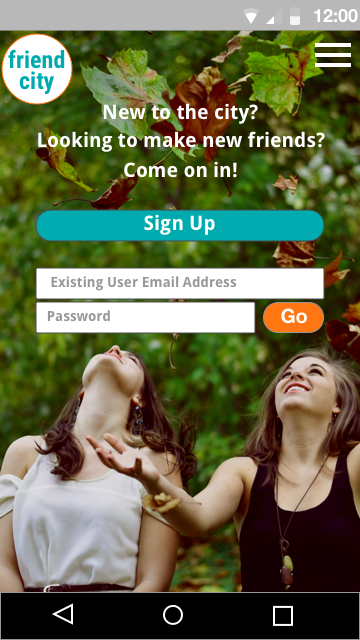 12:00
friend
city
New to the city?
Looking to make new friends?
Come on in!
Sign Up
Existing User Email Address
Password
Go